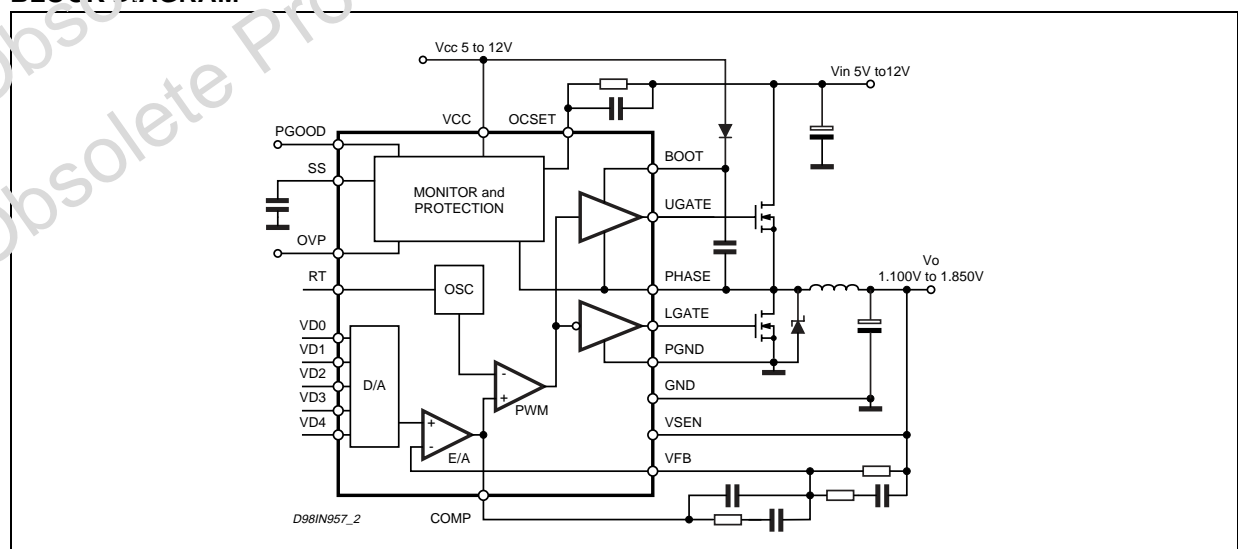 BLOCK DIAGRAM
Vcc 5 to 12V
Vin 5V to12V
VCC
OCSET
PGOOD
SS
MONITOR and
PROTECTION
OVP
RT
OSC
VD0
VD1
VD2
VD3
VD4
D/A
+
-
E/A
-
+
PWM
BOOT
UGATE
PHASE
LGATE
PGND
GND
VSEN
VFB
Vo
1.100V to 1.850V
COMP
D98IN957_2
Obsolete Pro